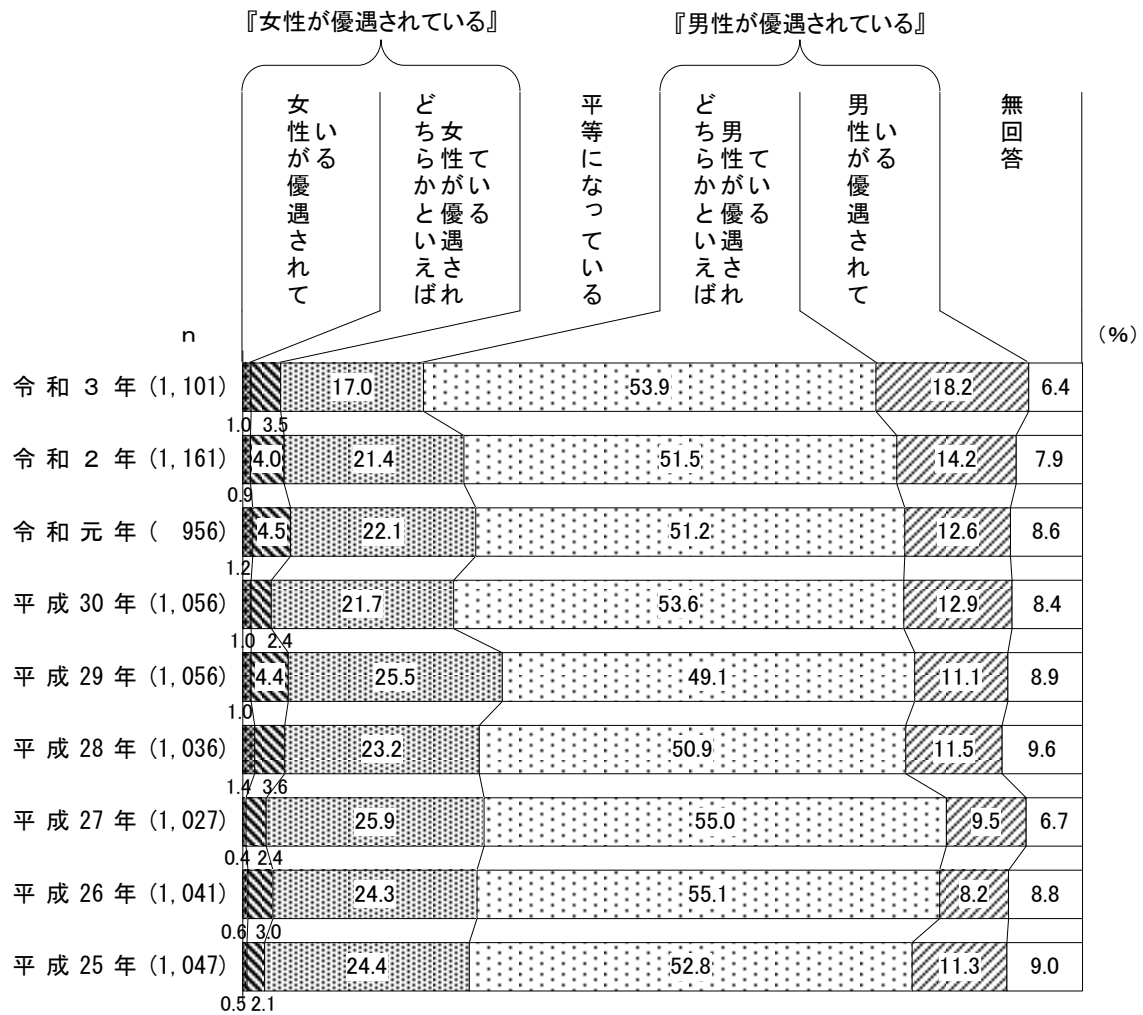 『女性が優遇されている』 『男性が優遇されている』
女性が優遇されて
いる
どちらかといえば
女性が優遇され
ている
平等になっている
どちらかといえば
男性が優遇され
ている
男性が優遇されて
いる
無回答
n (%)
令和３年(1,101) 17.0 53.9 18.2 6.4
1.0 3.5
令和２年(1,161) 4.0 21.4 51.5 14.2 7.9
0.9
令和元年( 956) 4.5 22.1 51.2 12.6 8.6
1.2
平成30年(1,056) 21.7 53.6 12.9 8.4
1.0 2.4
平成29年(1,056) 4.4 25.5 49.1 11.1 8.9
1.0
平成28年(1,036) 23.2 50.9 11.5 9.6
1.4 3.6
平成27年(1,027) 25.9 55.0 9.5 6.7
0.4 2.4
平成26年(1,041) 24.3 55.1 8.2 8.8
0.6 3.0
平成25年(1,047) 24.4 52.8 11.3 9.0
0.5 2.1